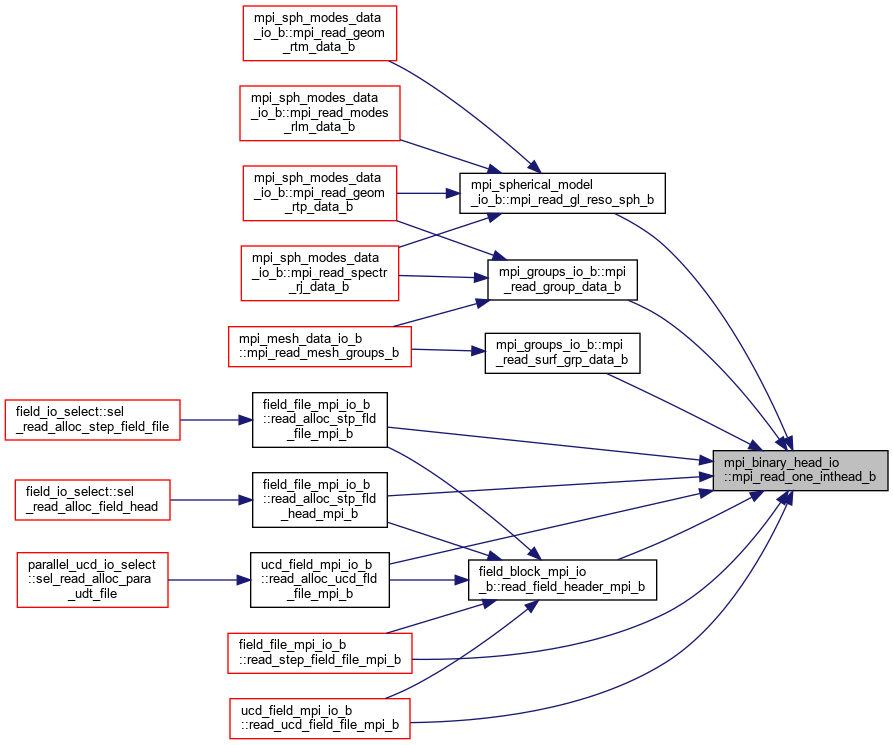 mpi_sph_modes_data
_io_b::mpi_read_geom
_rtm_data_b
mpi_sph_modes_data
_io_b::mpi_read_modes
_rlm_data_b
mpi_sph_modes_data
_io_b::mpi_read_geom
_rtp_data_b
mpi_spherical_model
_io_b::mpi_read_gl_reso_sph_b
mpi_sph_modes_data
_io_b::mpi_read_spectr
_rj_data_b
mpi_groups_io_b::mpi
_read_group_data_b
mpi_mesh_data_io_b
::mpi_read_mesh_groups_b
mpi_groups_io_b::mpi
_read_surf_grp_data_b
field_io_select::sel
_read_alloc_step_field_file
field_file_mpi_io_b
::read_alloc_stp_fld
_file_mpi_b
mpi_binary_head_io
::mpi_read_one_inthead_b
field_io_select::sel
_read_alloc_field_head
field_file_mpi_io_b
::read_alloc_stp_fld
_head_mpi_b
parallel_ucd_io_select
::sel_read_alloc_para
_udt_file
ucd_field_mpi_io_b
::read_alloc_ucd_fld
_file_mpi_b
field_block_mpi_io
_b::read_field_header_mpi_b
field_file_mpi_io_b
::read_step_field_file_mpi_b
ucd_field_mpi_io_b
::read_ucd_field_file_mpi_b